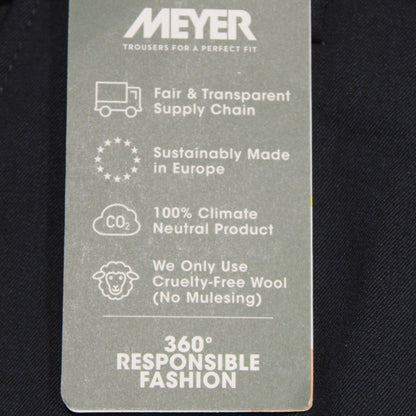 MEYER
TROUSERS FOR A PERFECT FIT
Fair & Transparent
Supply Chain
Sustainably Made
in Europe
CO2
100% Climate
Neutral Product
We Only Use
Cruelty-Free Wool
(No Mulesing)
360°
RESPONSIBLE
FASHION